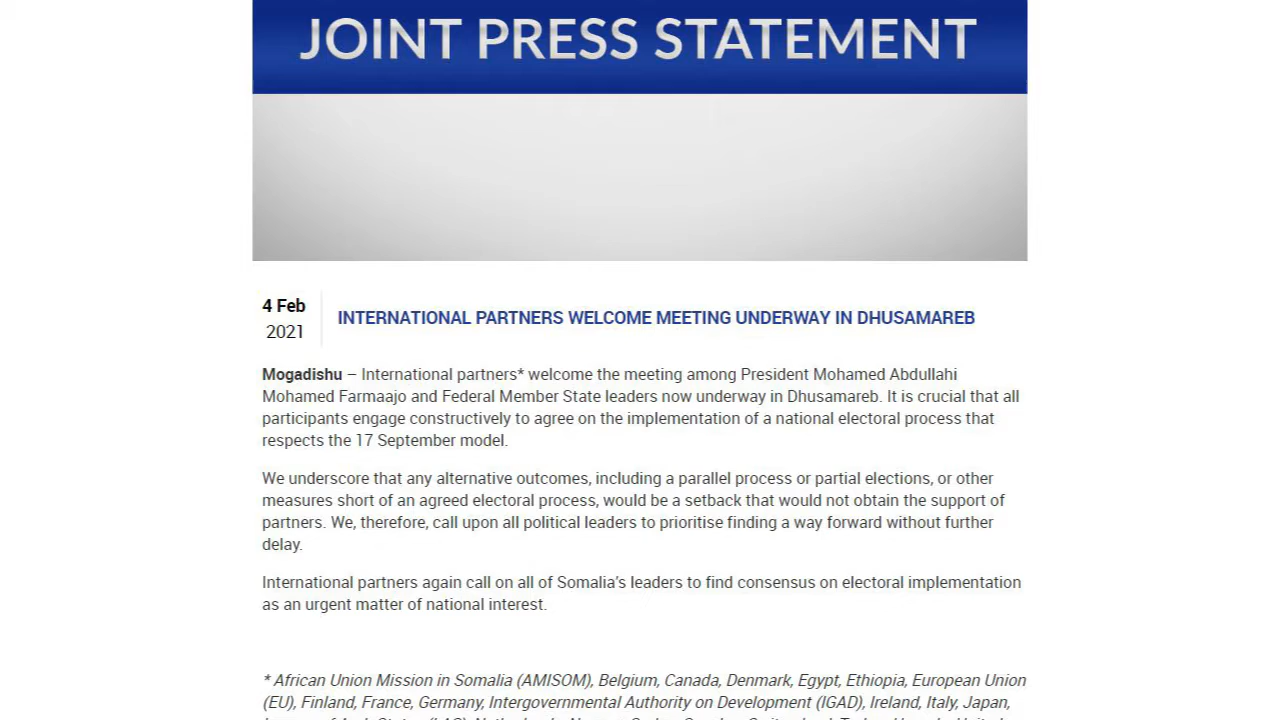 JOINT PRESS STATEMENT
4 Feb
2021
INTERNATIONAL PARTNERS WELCOME MEETING UNDERWAY IN DHUSAMAREB
Mogadishu – International partners* welcome the meeting among President Mohamed Abdullahi
Mohamed Farmaajo and Federal Member State leaders now underway in Dhusamareb. It is crucial that all
participants engage constructively to agree on the implementation of a national electoral process that
respects the 17 September model.
We underscore that any alternative outcomes, including a parallel process or partial elections, or other
measures short of an agreed electoral process, would be a setback that would not obtain the support of
partners. We, therefore, call upon all political leaders to prioritise finding a way forward without further
delay.
International partners again call on all of Somalia's leaders to find consensus on electoral implementation
as an urgent matter of national interest.
* African Union Mission in Somalia (AMISOM), Belgium, Canada, Denmark, Egypt, Ethiopia, European Union
(EU), Finland, France, Germany, Intergovernmental Authority on Development (IGAD), Ireland, Italy, Japan,